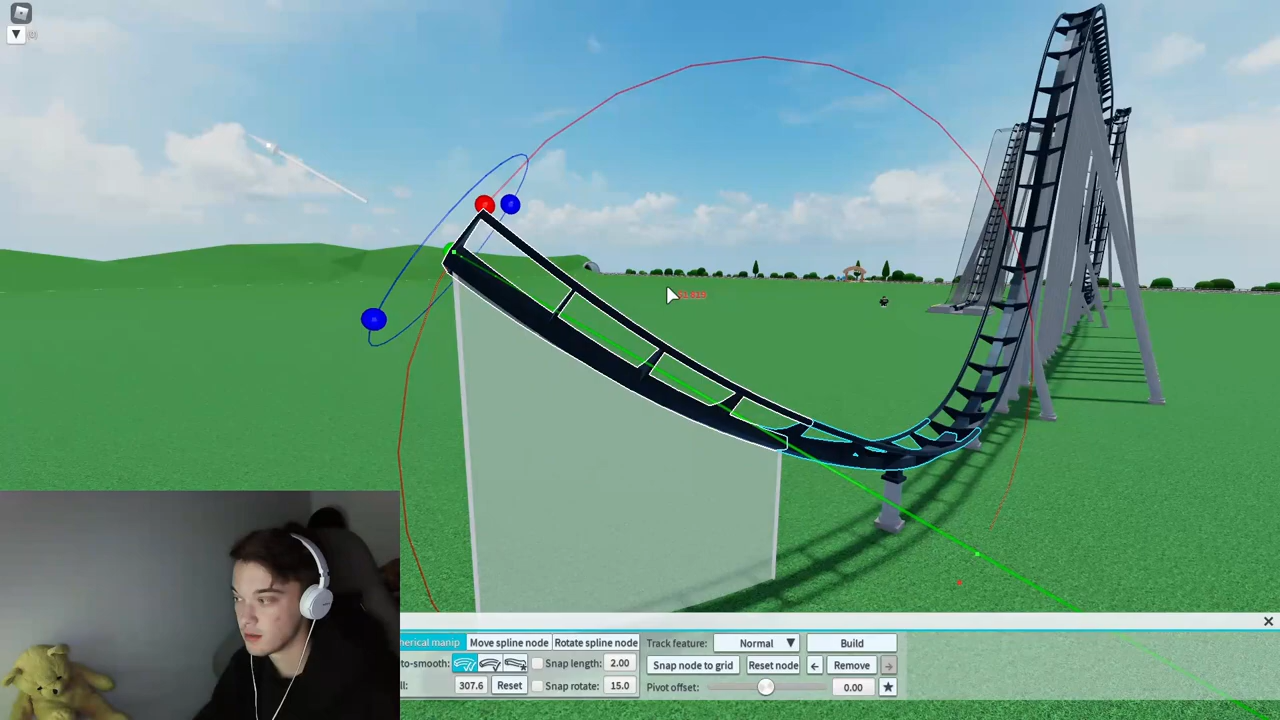 herical manip Move spline node Rotate spline node Track feature: Normal ▼ Build
to-smooth: Snap length: 2.00 Snap node to grid Reset node ← Remove →
ll: 307.6 Reset Snap rotate: 15.0 Pivot offset: 0.00 ★